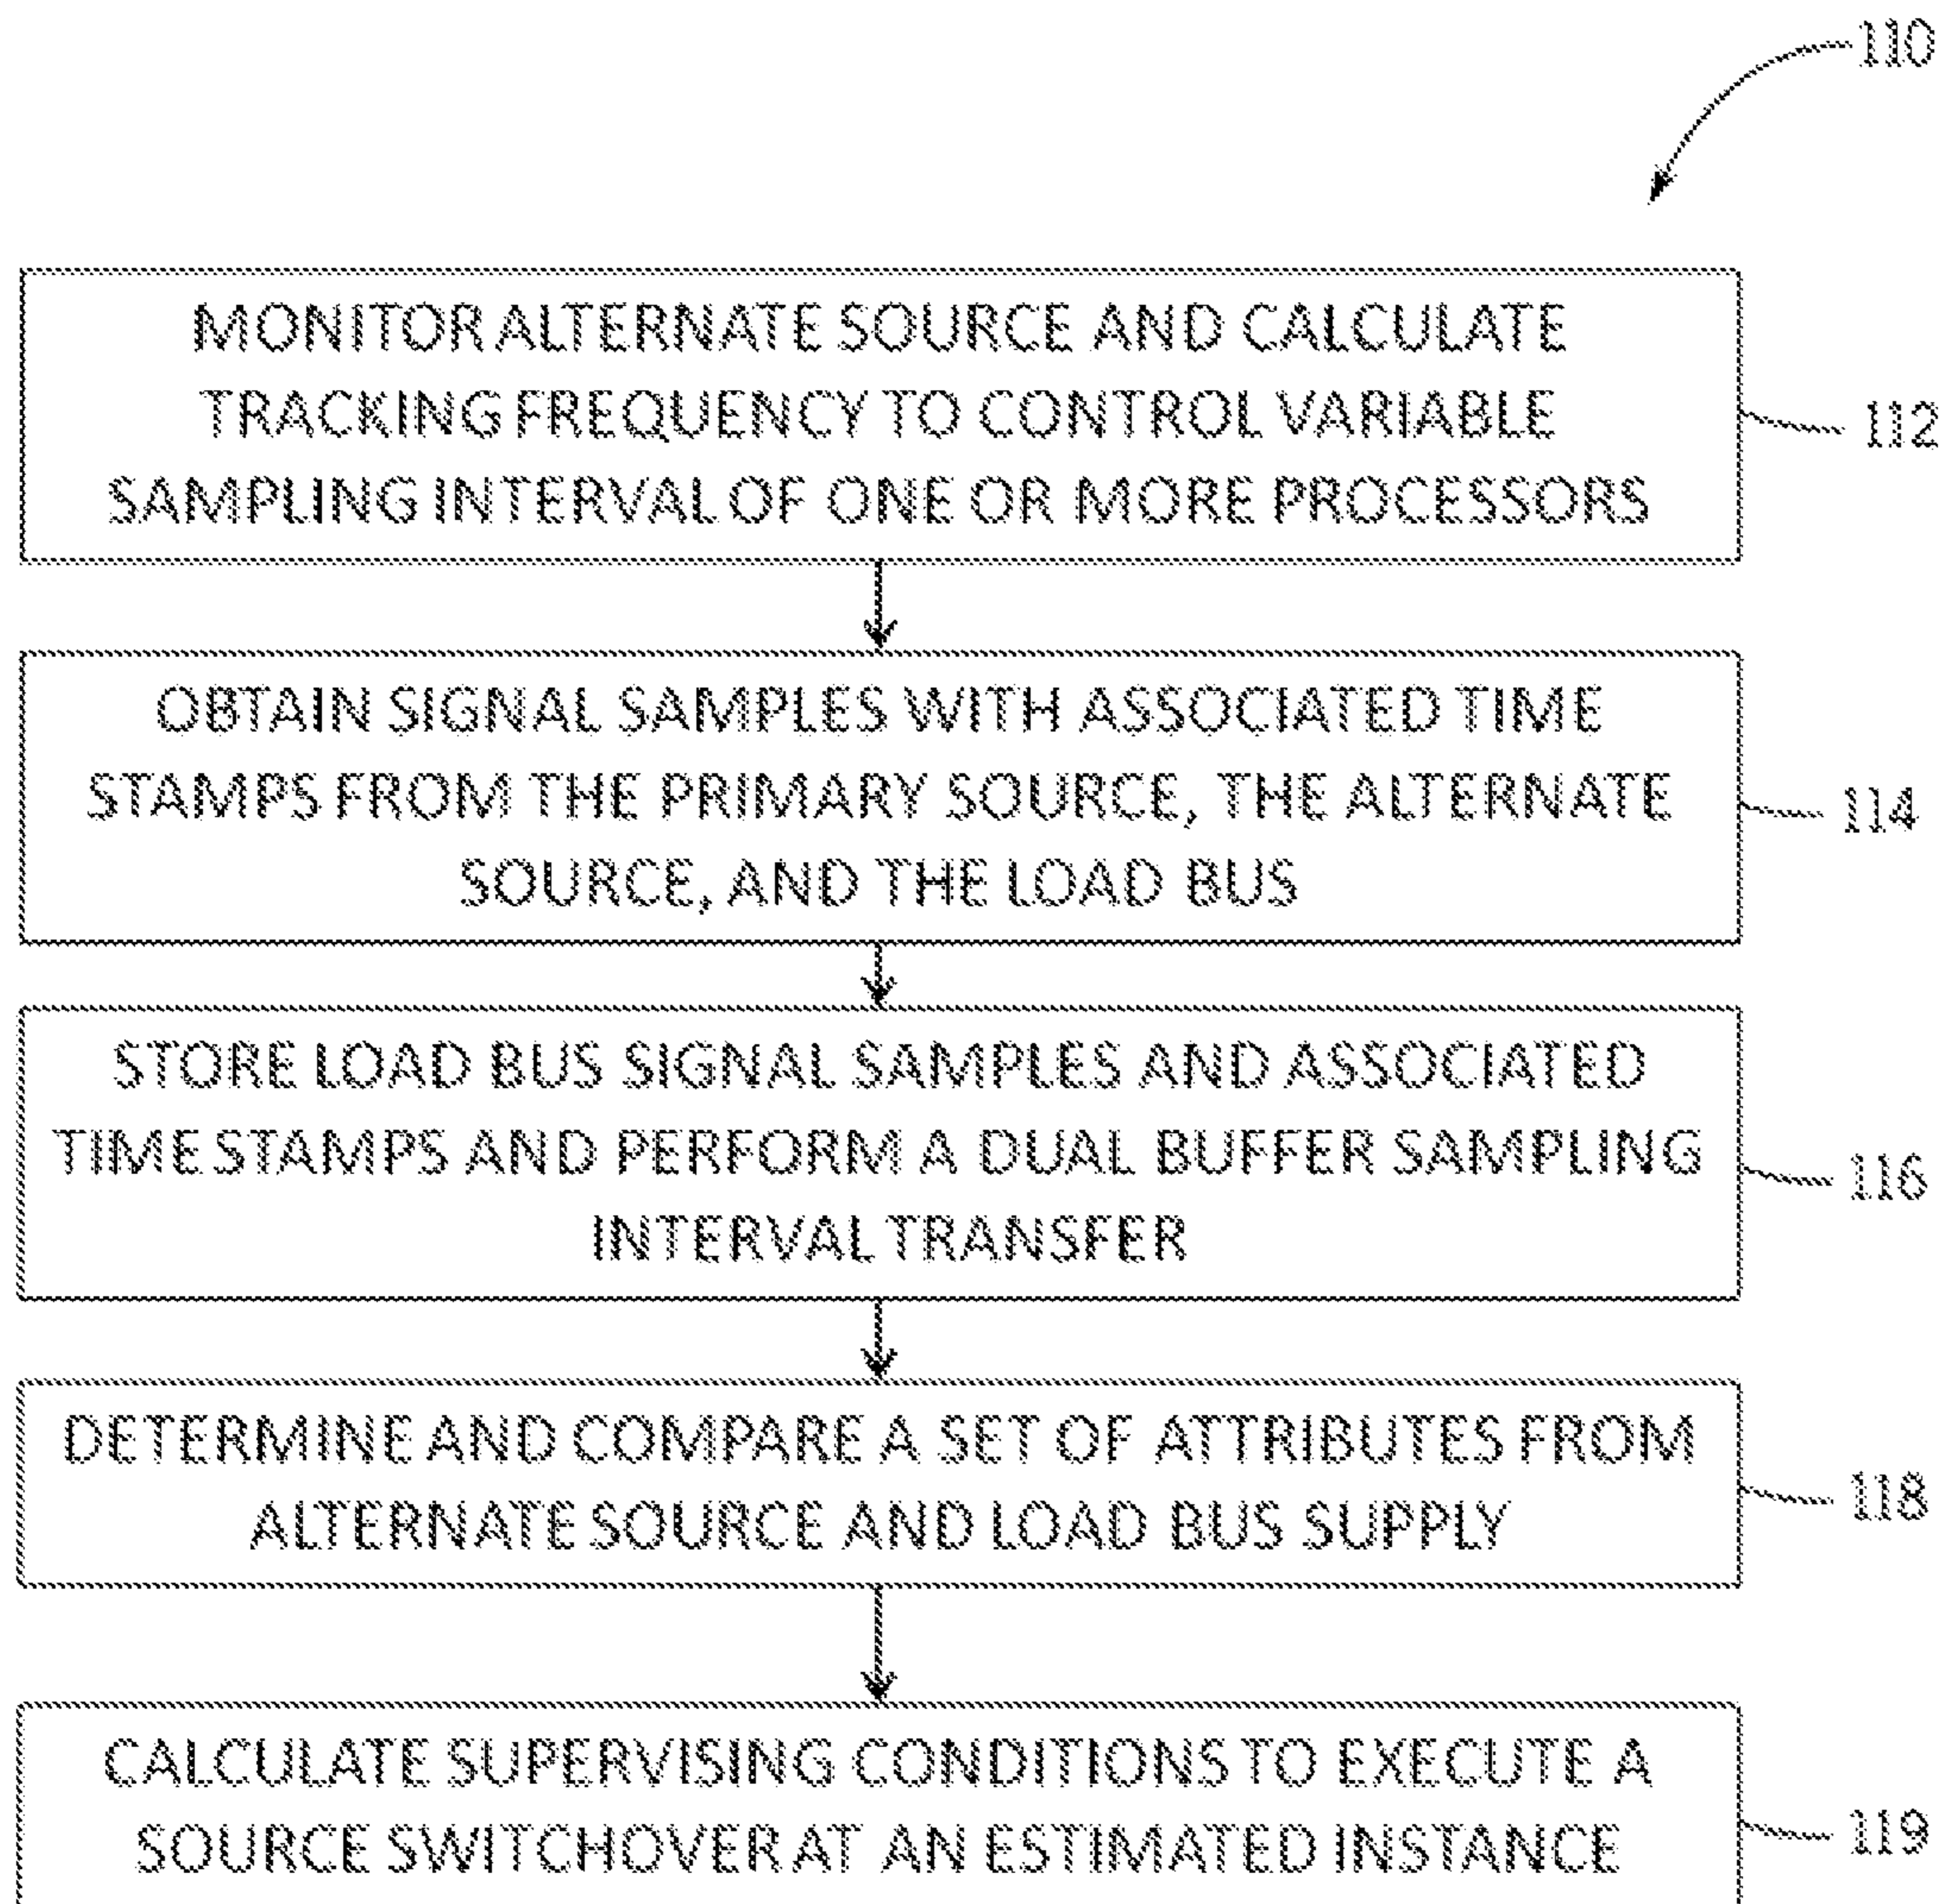 110
MONITOR ALTERNATE SOURCE AND CALCULATE
TRACKING FREQUENCY TO CONTROL VARIABLE
SAMPLING INTERVAL OF ONE OR MORE PROCESSORS
112
OBTAIN SIGNAL SAMPLES WITH ASSOCIATED TIME
STAMPS FROM THE PRIMARY SOURCE, THE ALTERNATE
SOURCE, AND THE LOAD BUS
114
STORE LOAD BUS SIGNAL SAMPLES AND ASSOCIATED
TIME STAMPS AND PERFORM A DUAL BUFFER SAMPLING
INTERVAL TRANSFER
116
DETERMINE AND COMPARE A SET OF ATTRIBUTES FROM
ALTERNATE SOURCE AND LOAD BUS SUPPLY
118
CALCULATE SUPERVISING CONDITIONS TO EXECUTE A
SOURCE SWITCHOVER AT AN ESTIMATED INSTANCE
119